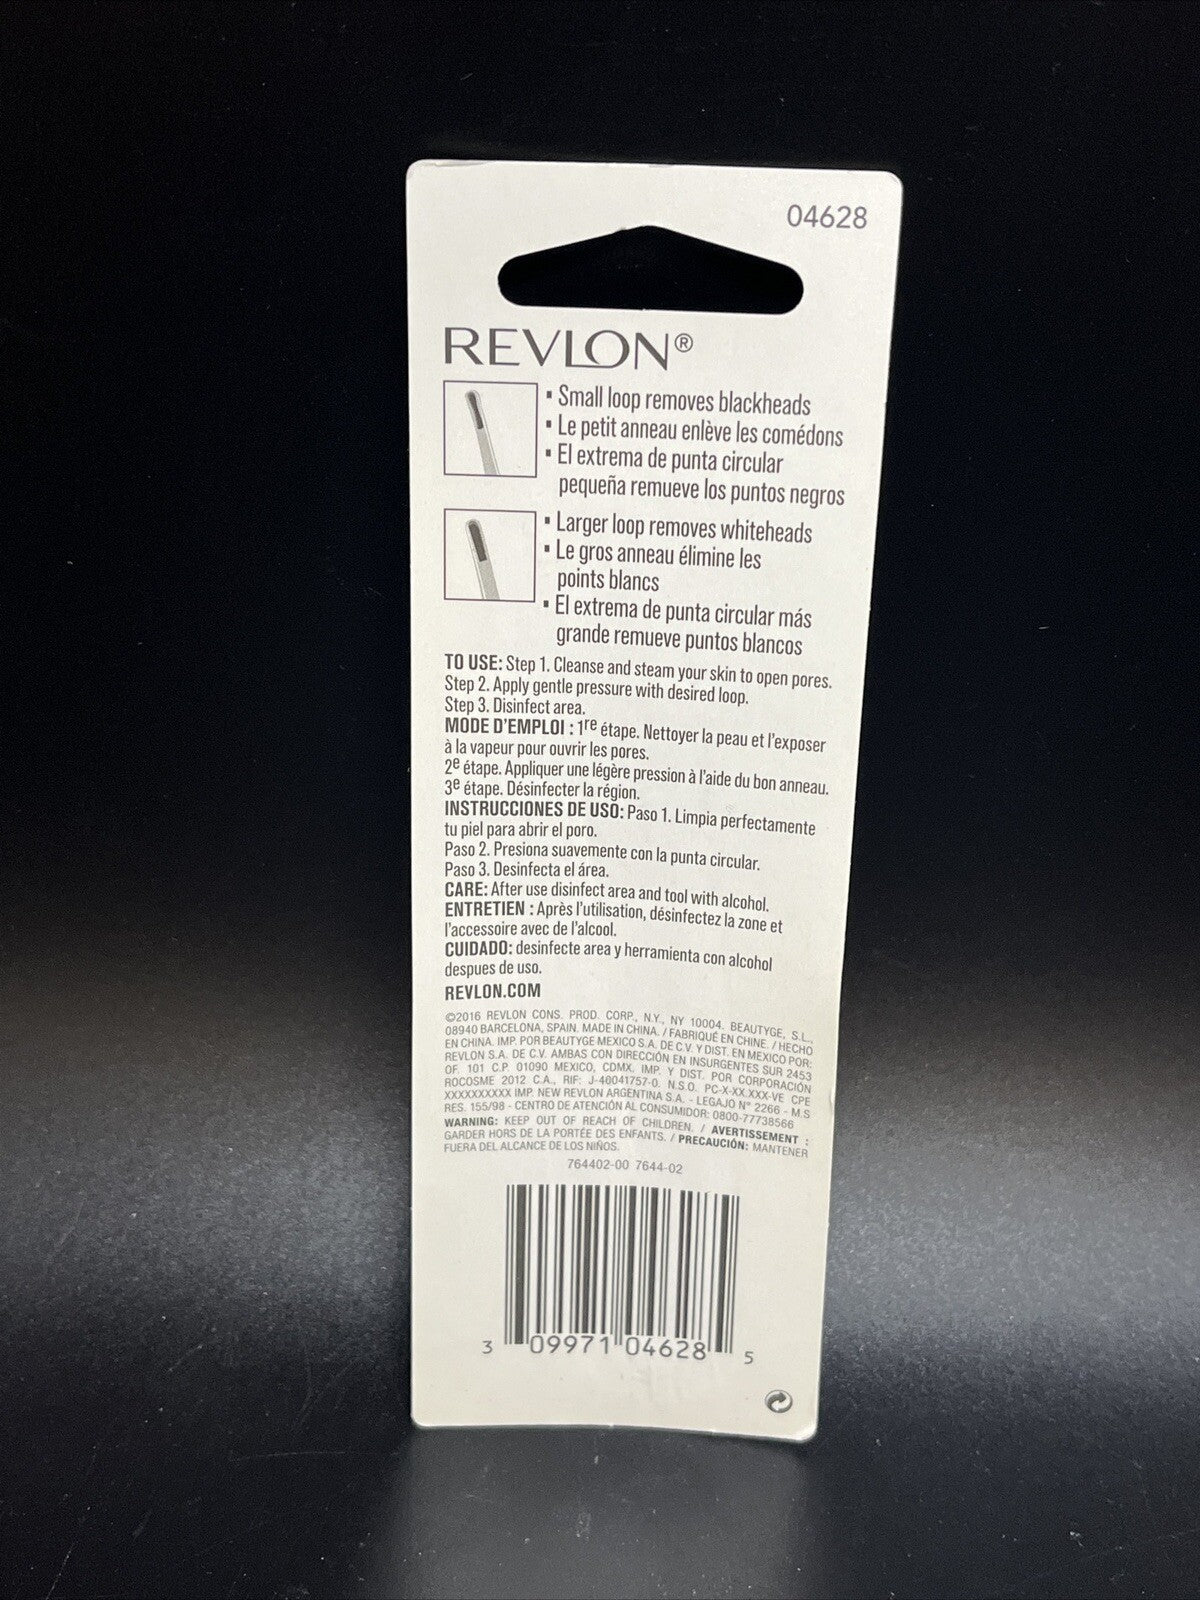 04628
REVLON®
▪ Small loop removes blackheads
▪ Le petit anneau enlève les comédons
▪ El extrema de punta circular
pequeña remueve los puntos negros
▪ Larger loop removes whiteheads
▪ Le gros anneau élimine les
points blancs
▪ El extrema de punta circular más
grande remueve puntos blancos
TO USE: Step 1. Cleanse and steam your skin to open pores.
Step 2. Apply gentle pressure with desired loop.
Step 3. Disinfect area.
MODE D'EMPLOI : 1re étape. Nettoyer la peau et l'exposer
à la vapeur pour ouvrir les pores.
2e étape. Appliquer une légère pression à l'aide du bon anneau.
3e étape. Désinfecter la région.
INSTRUCCIONES DE USO: Paso 1. Limpia perfectamente
tu piel para abrir el poro.
Paso 2. Presiona suavemente con la punta circular.
Paso 3. Desinfecta el área.
CARE: After use disinfect area and tool with alcohol.
ENTRETIEN : Après l'utilisation, désinfectez la zone et
l'accessoire avec de l'alcool.
CUIDADO: desinfecte area y herramienta con alcohol
despues de uso.
REVLON.COM
©2016 REVLON CONS. PROD. CORP., N.Y., NY 10004. BEAUTYGE, S.L.,
08940 BARCELONA, SPAIN. MADE IN CHINA. / FABRIQUÉ EN CHINE. / HECHO
EN CHINA. IMP. POR BEAUTYGE MEXICO S.A. DE C.V. Y DIST. EN MEXICO POR:
REVLON S.A. DE C.V. AMBAS CON DIRECCIÓN EN INSURGENTES SUR 2453
OF. 101 C.P. 01090 MEXICO, CDMX. IMP. Y DIST. POR CORPORACIÓN
ROCOSME 2012 C.A., RIF: J-40041757-0. N.S.O. PC-X-XX.XXX-VE CPE
XXXXXXXXXX IMP. NEW REVLON ARGENTINA S.A. - LEGAJO N° 2266 - M.S
RES. 155/98 - CENTRO DE ATENCIÓN AL CONSUMIDOR: 0800-77738566
WARNING: KEEP OUT OF REACH OF CHILDREN. / AVERTISSEMENT :
GARDER HORS DE LA PORTÉE DES ENFANTS. / PRECAUCIÓN: MANTENER
FUERA DEL ALCANCE DE LOS NIÑOS.
764402-00 7644-02
3 09971 04628 5